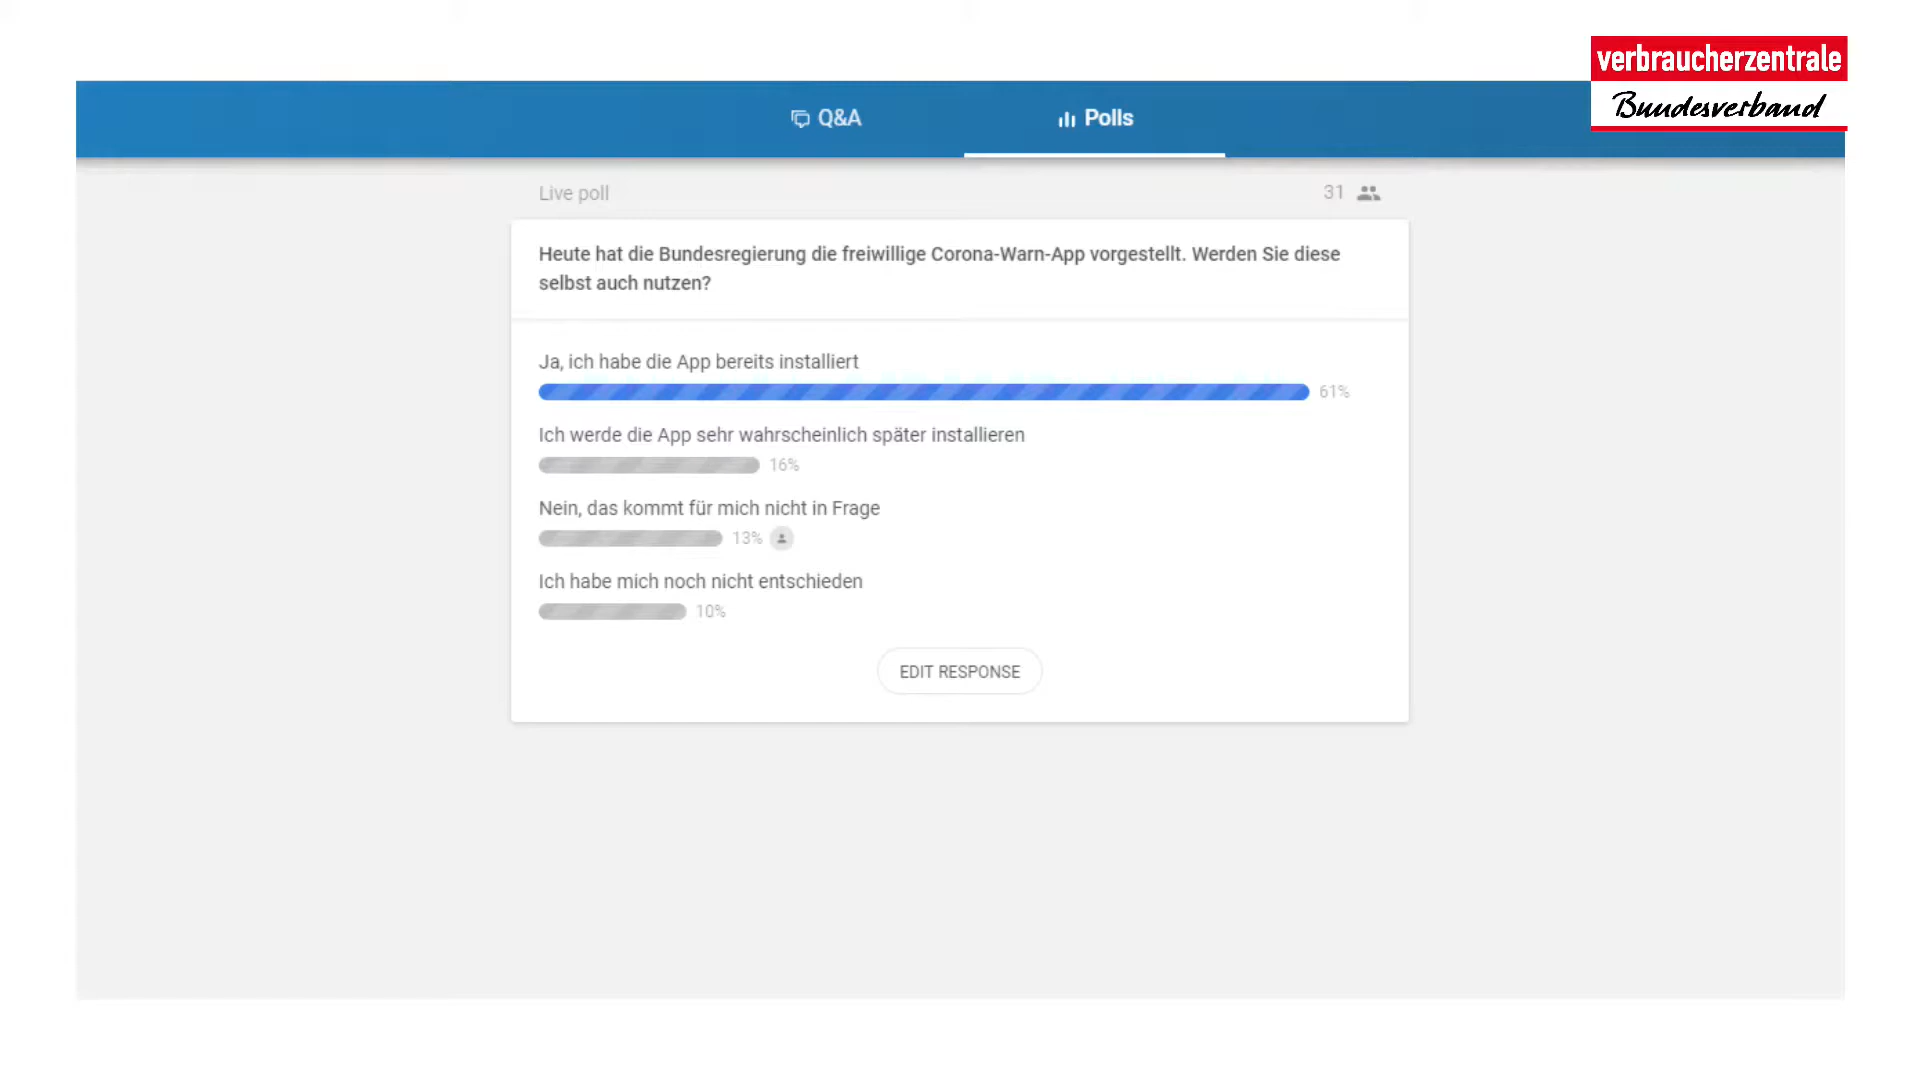 verbraucherzentrale
Bundesverband
Q&A
Polls
Live poll
31
Heute hat die Bundesregierung die freiwillige Corona-Warn-App vorgestellt. Werden Sie diese
selbst auch nutzen?
Ja, ich habe die App bereits installiert
61%
Ich werde die App sehr wahrscheinlich später installieren
16%
Nein, das kommt für mich nicht in Frage
13%
Ich habe mich noch nicht entschieden
10%
EDIT RESPONSE